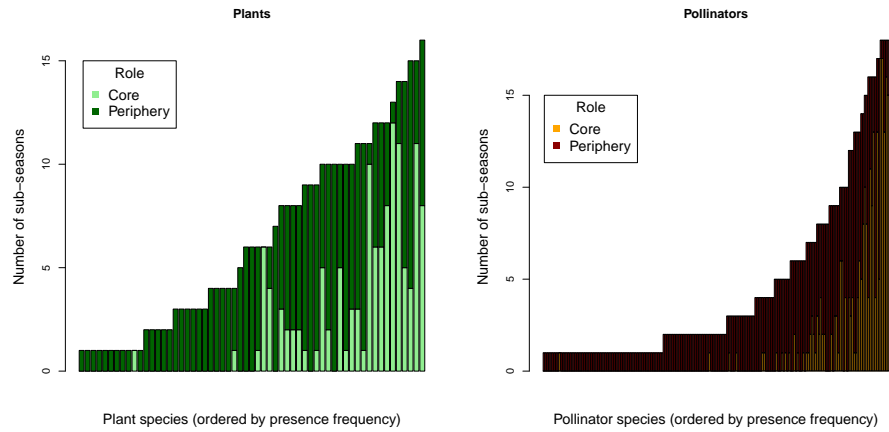 Plants
Number of sub−seasons
15
10
5
0
Role
Core
Periphery
Plant species (ordered by presence frequency)
Pollinators
Number of sub−seasons
15
10
5
0
Role
Core
Periphery
Pollinator species (ordered by presence frequency)